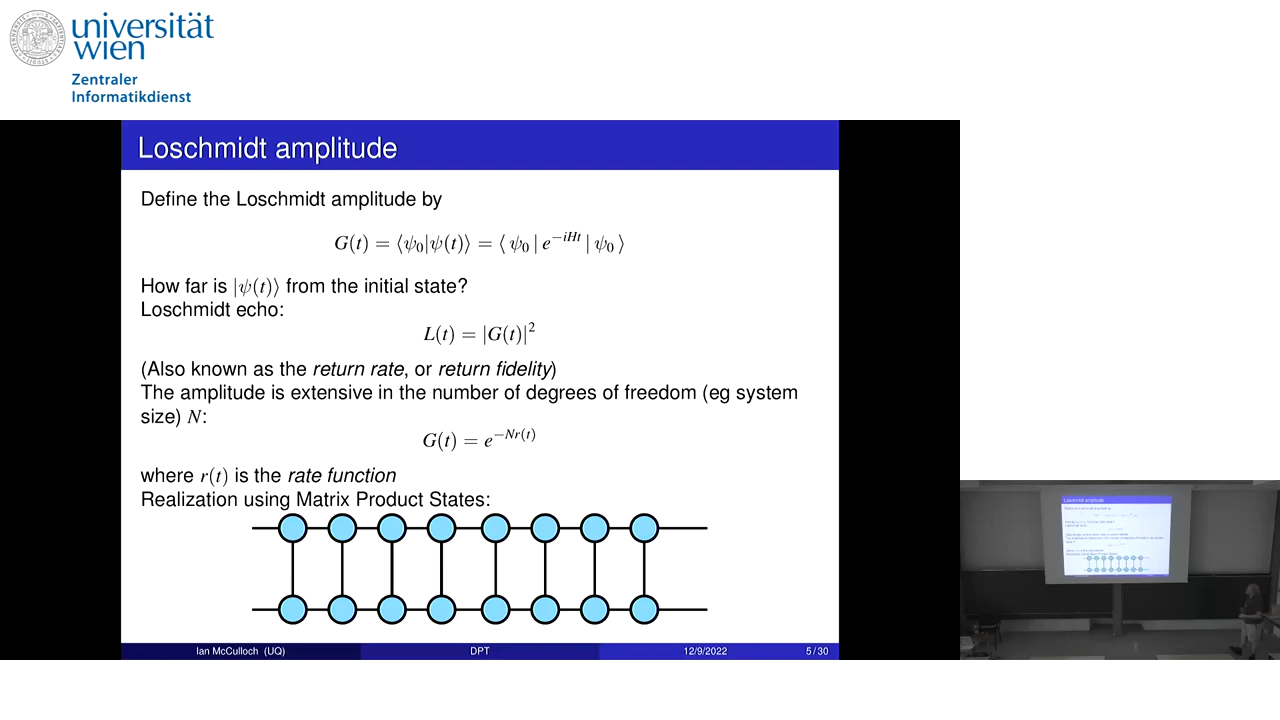 universität
wien
Zentraler
Informatikdienst
Loschmidt amplitude
Define the Loschmidt amplitude by
G(t) = ⟨ψ₀|ψ(t)⟩ = ⟨ ψ₀ | e^{−iHt} | ψ₀ ⟩
How far is |ψ(t)⟩ from the initial state?
Loschmidt echo:
L(t) = |G(t)|²
(Also known as the return rate, or return fidelity)
The amplitude is extensive in the number of degrees of freedom (eg system
size) N:
G(t) = e^{−Nr(t)}
where r(t) is the rate function
Realization using Matrix Product States:
Ian McCulloch (UQ) DPT 12/9/2022 5 / 30
Loschmidt amplitude